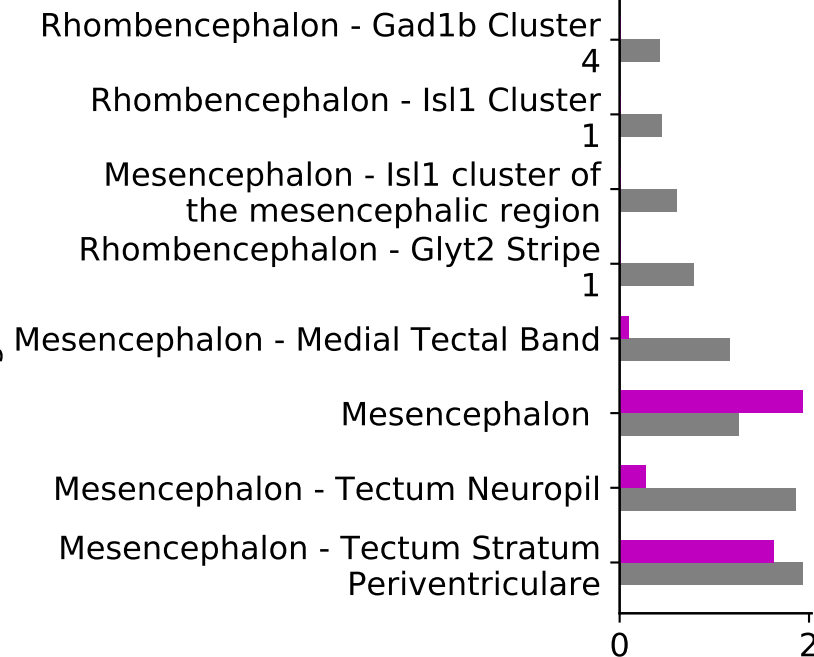 Rhombencephalon - Gad1b Cluster
4
Rhombencephalon - Isl1 Cluster
1
Mesencephalon - Isl1 cluster of
the mesencephalic region
Rhombencephalon - Glyt2 Stripe
1
Mesencephalon - Medial Tectal Band
Mesencephalon
Mesencephalon - Tectum Neuropil
Mesencephalon - Tectum Stratum
Periventriculare
0 2